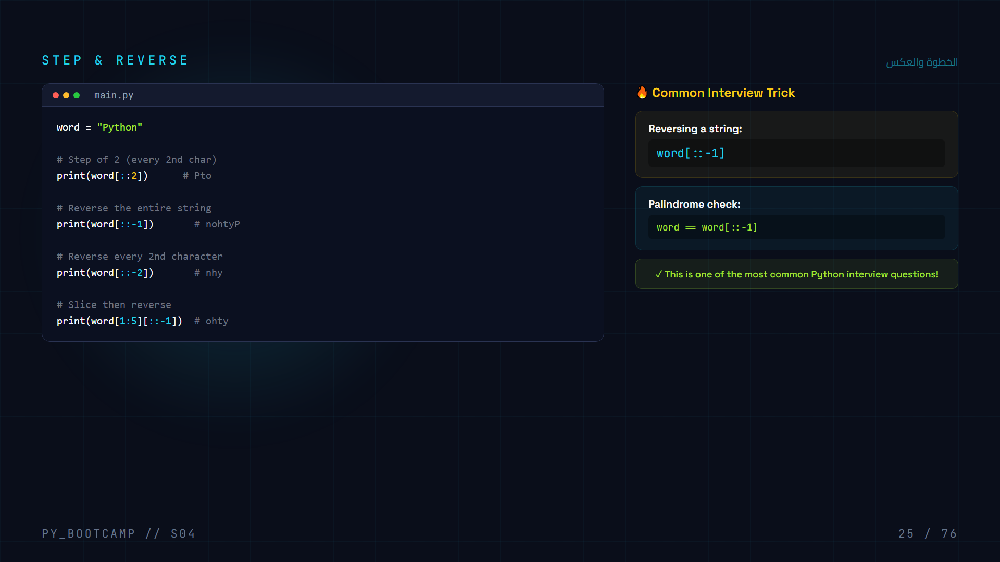 STEP & REVERSE
الخطوة والعكس
main.py
word = "Python"
# Step of 2 (every 2nd char)
print(word[::2])      # Pto
# Reverse the entire string
print(word[::-1])       # nohtyP
# Reverse every 2nd character
print(word[::-2])       # nhy
# Slice then reverse
print(word[1:5][::-1])  # ohty
🔥 Common Interview Trick
Reversing a string:
word[::-1]
Palindrome check:
word == word[::-1]
✓ This is one of the most common Python interview questions!
PY_BOOTCAMP // S04
25 / 76